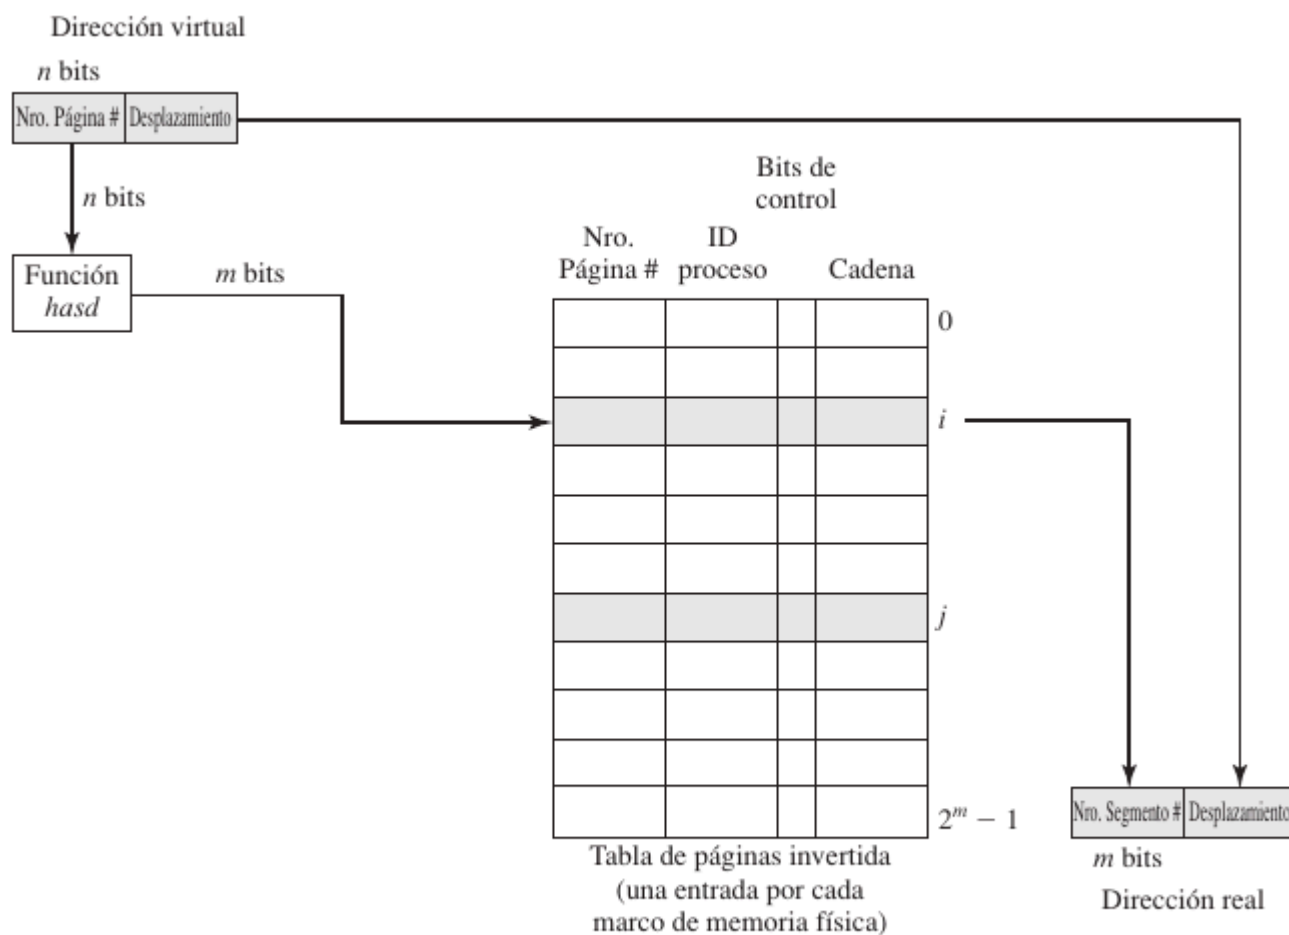 Dirección virtual
n bits
Nro. Página # Desplazamiento
n bits
Función
hasd
m bits
Bits de
control
Nro.
Página #
ID
proceso
Cadena
0
i
j
2^m − 1
Nro. Segmento # Desplazamiento
m bits
Dirección real
Tabla de páginas invertida
(una entrada por cada
marco de memoria física)